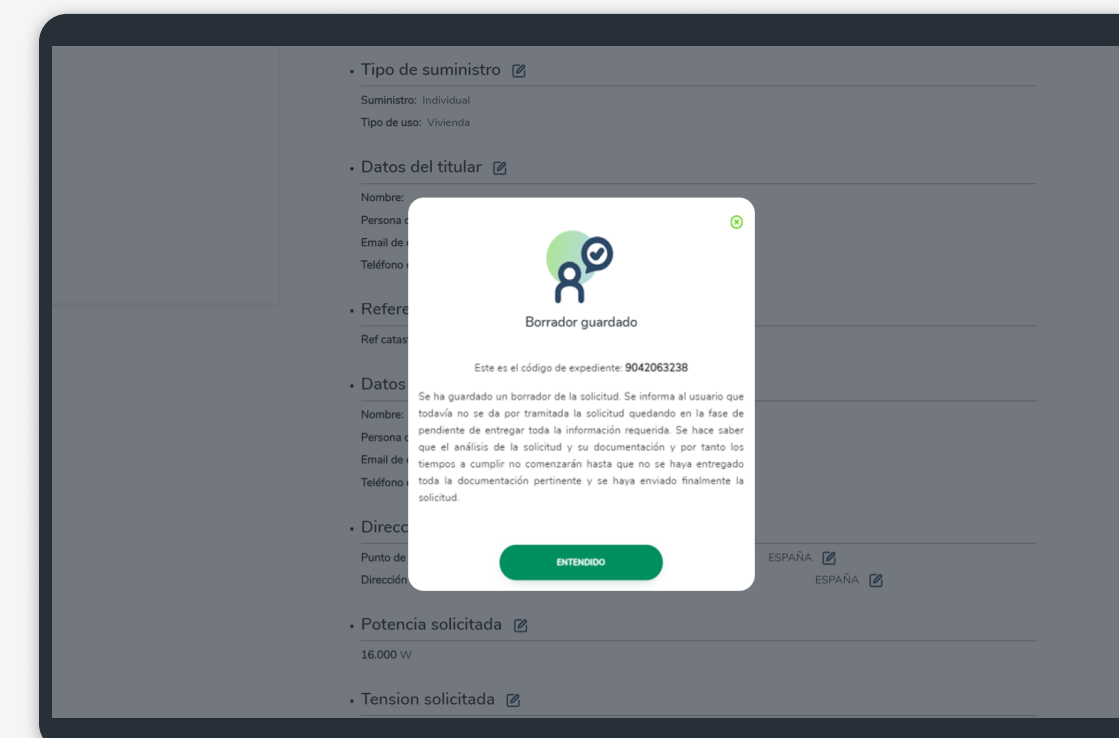 Tipo de suministro
Suministro: Individual
Tipo de uso: Vivienda
Datos del titular
Nombre:
Persona
Email de
Teléfono
Ref catas
Datos
Nombre:
Persona
Email de
Teléfono
Punto de
ESPAÑA
Dirección
ESPAÑA
Potencia solicitada
16.000 W
Tension solicitada
Borrador guardado
Este es el código de expediente: 9042063238
Se ha guardado un borrador de la solicitud. Se informa al usuario que
todavía no se da por tramitada la solicitud quedando en la fase de
pendiente de entregar toda la información requerida. Se hace saber
que el análisis de la solicitud y su documentación y por tanto los
tiempos a cumplir no comenzarán hasta que no se haya entregado
toda la documentación pertinente y se haya enviado finalmente la
solicitud.
ENTENDIDO